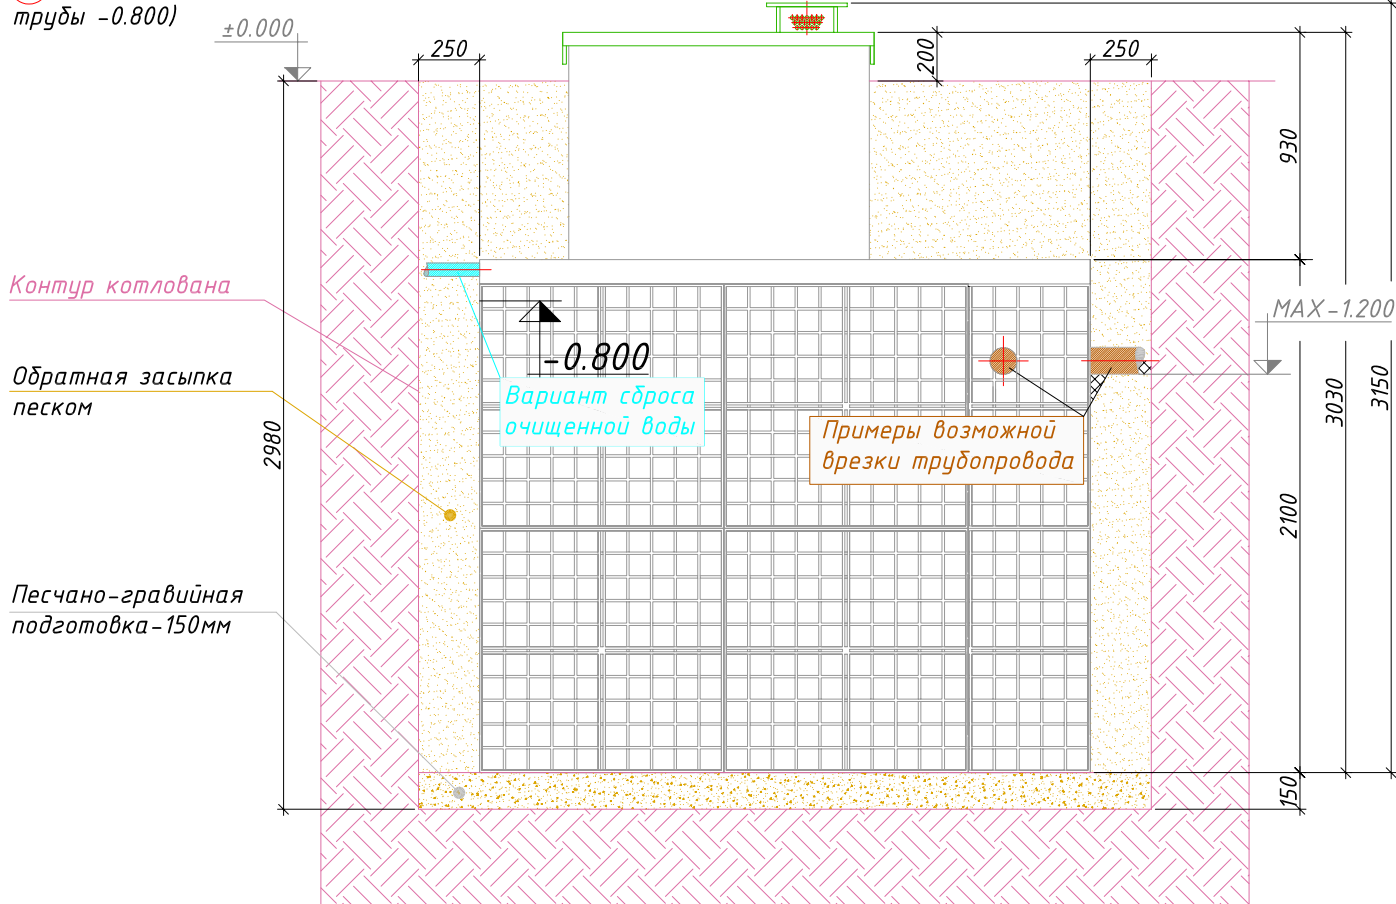 трубы -0.800)
±0.000
250
200
250
930
Контур котлована
MAX-1.200
-0.800
Обратная засыпка
песком
Вариант сброса
очищенной воды
Примеры возможной
врезки трубопровода
2980
3030
3150
2100
Песчано-гравийная
подготовка-150мм
150